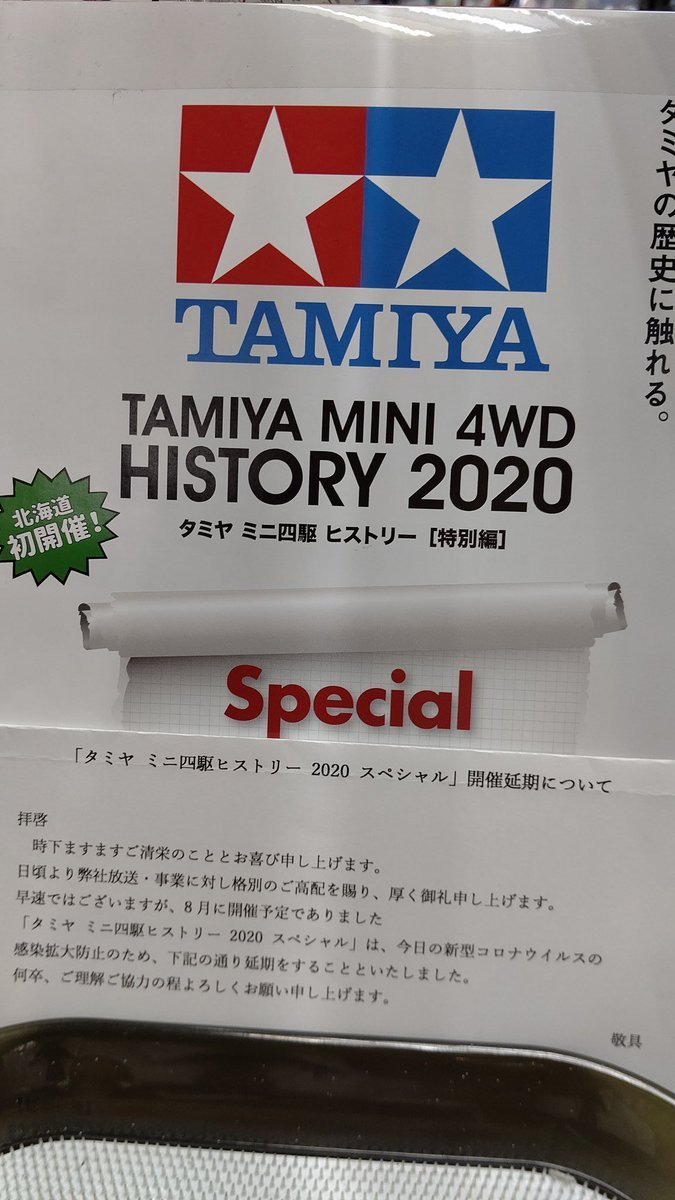 タミヤの歴史に触れる。
TAMIYA
TAMIYA MINI 4WD
HISTORY 2020
タミヤ ミニ四駆 ヒストリー [特別編]
北海道
初開催!
Special
「タミヤ ミニ四駆ヒストリー 2020 スペシャル」開催延期について
拝啓
時下ますますご清栄のこととお喜び申し上げます。
日頃より弊社放送・事業に対し格別のご高配を賜り、厚く御礼申し上げます。
早速ではございますが、8月に開催予定でありました
「タミヤ ミニ四駆ヒストリー 2020 スペシャル」は、今日の新型コロナウイルスの
感染拡大防止のため、下記の通り延期をすることといたしました。
何卒、ご理解ご協力の程よろしくお願い申し上げます。
敬具